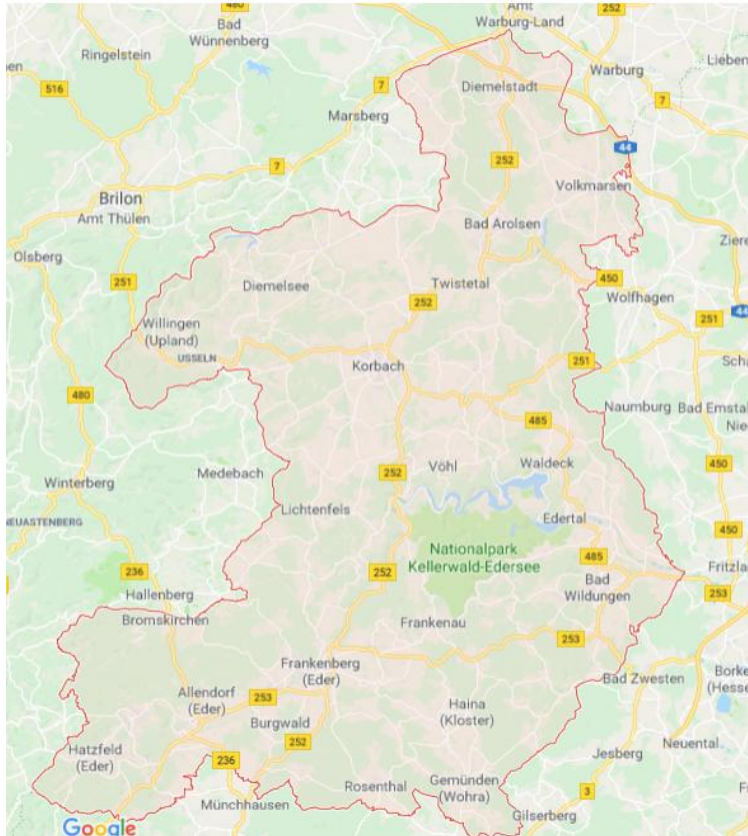 480
Bad
Wünnenberg
Amt
Warburg-Land
252
Ringelstein
Lieben
516
7
Diemelstadt
Warburg
7
Marsberg
44
252
7
Volkmarsen
Brilon
Amt Thülen
Bad Arolsen
Ziere
Olsberg
251
Diemelsee
Twistetal
450
Wolfhagen
252
44
Willingen
(Upland)
USSELN
251
Korbach
251
Scha
480
Naumburg
Bad Emstal
Nie
485
Medebach
252
Vöhl
Waldeck
450
Winterberg
Lichtenfels
NEUASTENBERG
Edertal
450
Nationalpark
Kellerwald-Edersee
485
236
252
Fritzla
Bad
Wildungen
253
Hallenberg
Bromskirchen
Frankenau
253
Frankenberg
(Eder)
Bad Zwesten
Borke
(Hesse
Allendorf
(Eder)
253
Haina
(Kloster)
Burgwald
252
Hatzfeld
(Eder)
Jesberg
Neuental
236
Rosenthal
Gemünden
(Wohra)
3
Münchhausen
Gilserberg
Google